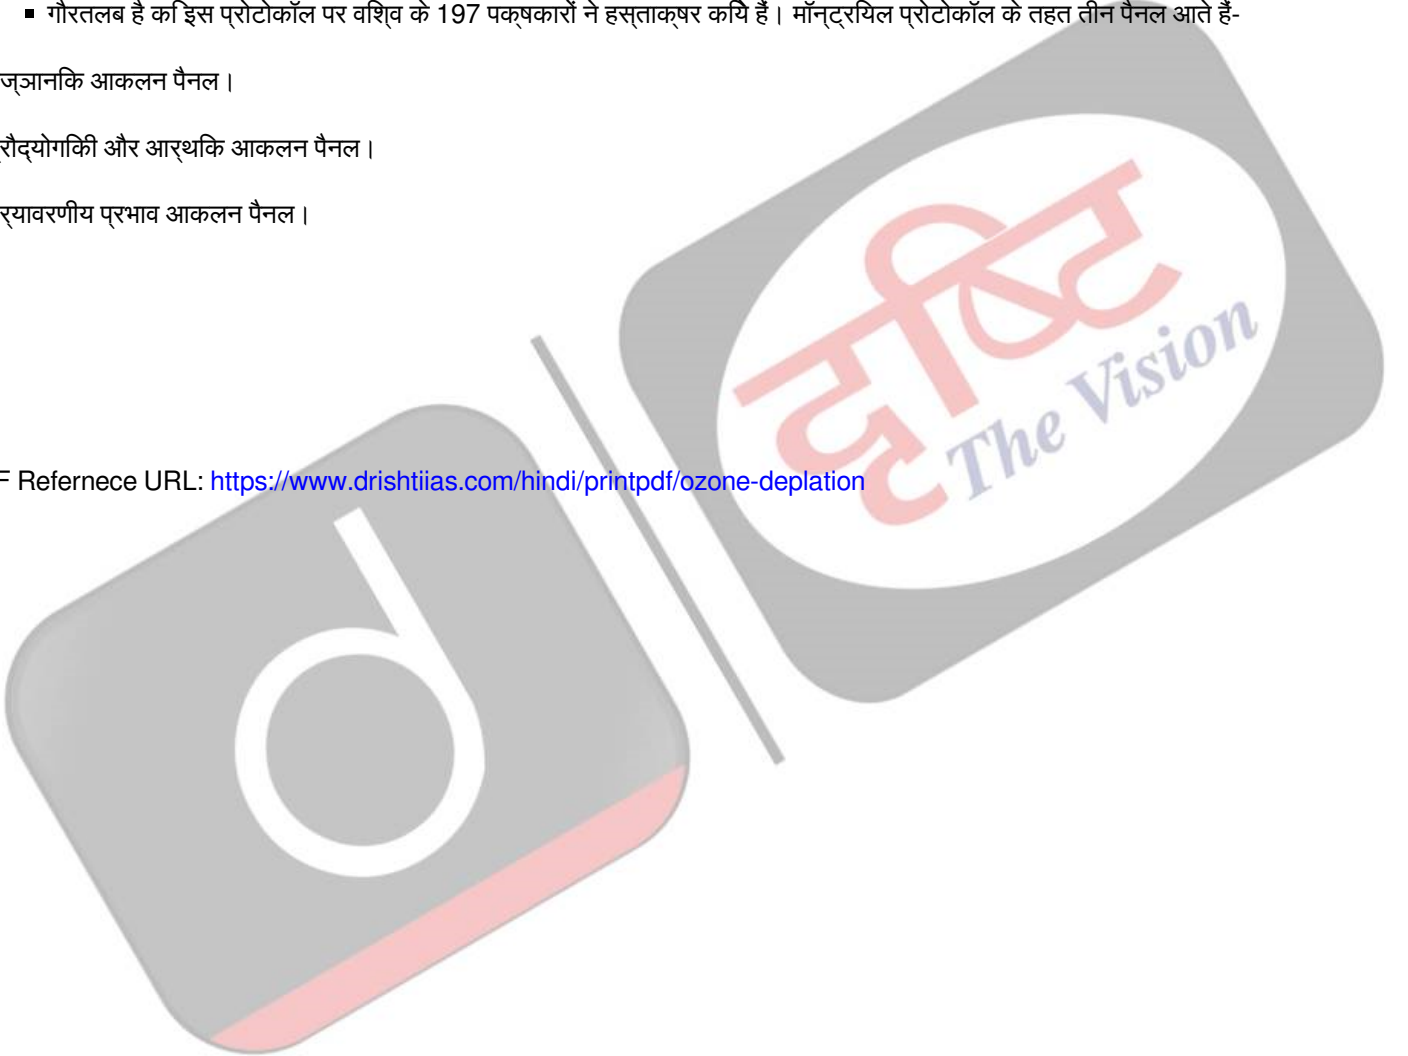 ▪ गौरतलब है कि इस प्रोटोकॉल पर विश्व के 197 पक्षकारों ने हस्ताक्षर किये हैं। मॉन्ट्रियल प्रोटोकॉल के तहत तीन पैनल आते हैं-
ज्ञानिक आकलन पैनल।
रौद्योगिकी और आर्थिक आकलन पैनल।
र्यावरणीय प्रभाव आकलन पैनल।
दृष्टि
The Vision
F Refernece URL: https://www.drishtiias.com/hindi/printpdf/ozone-deplation
d